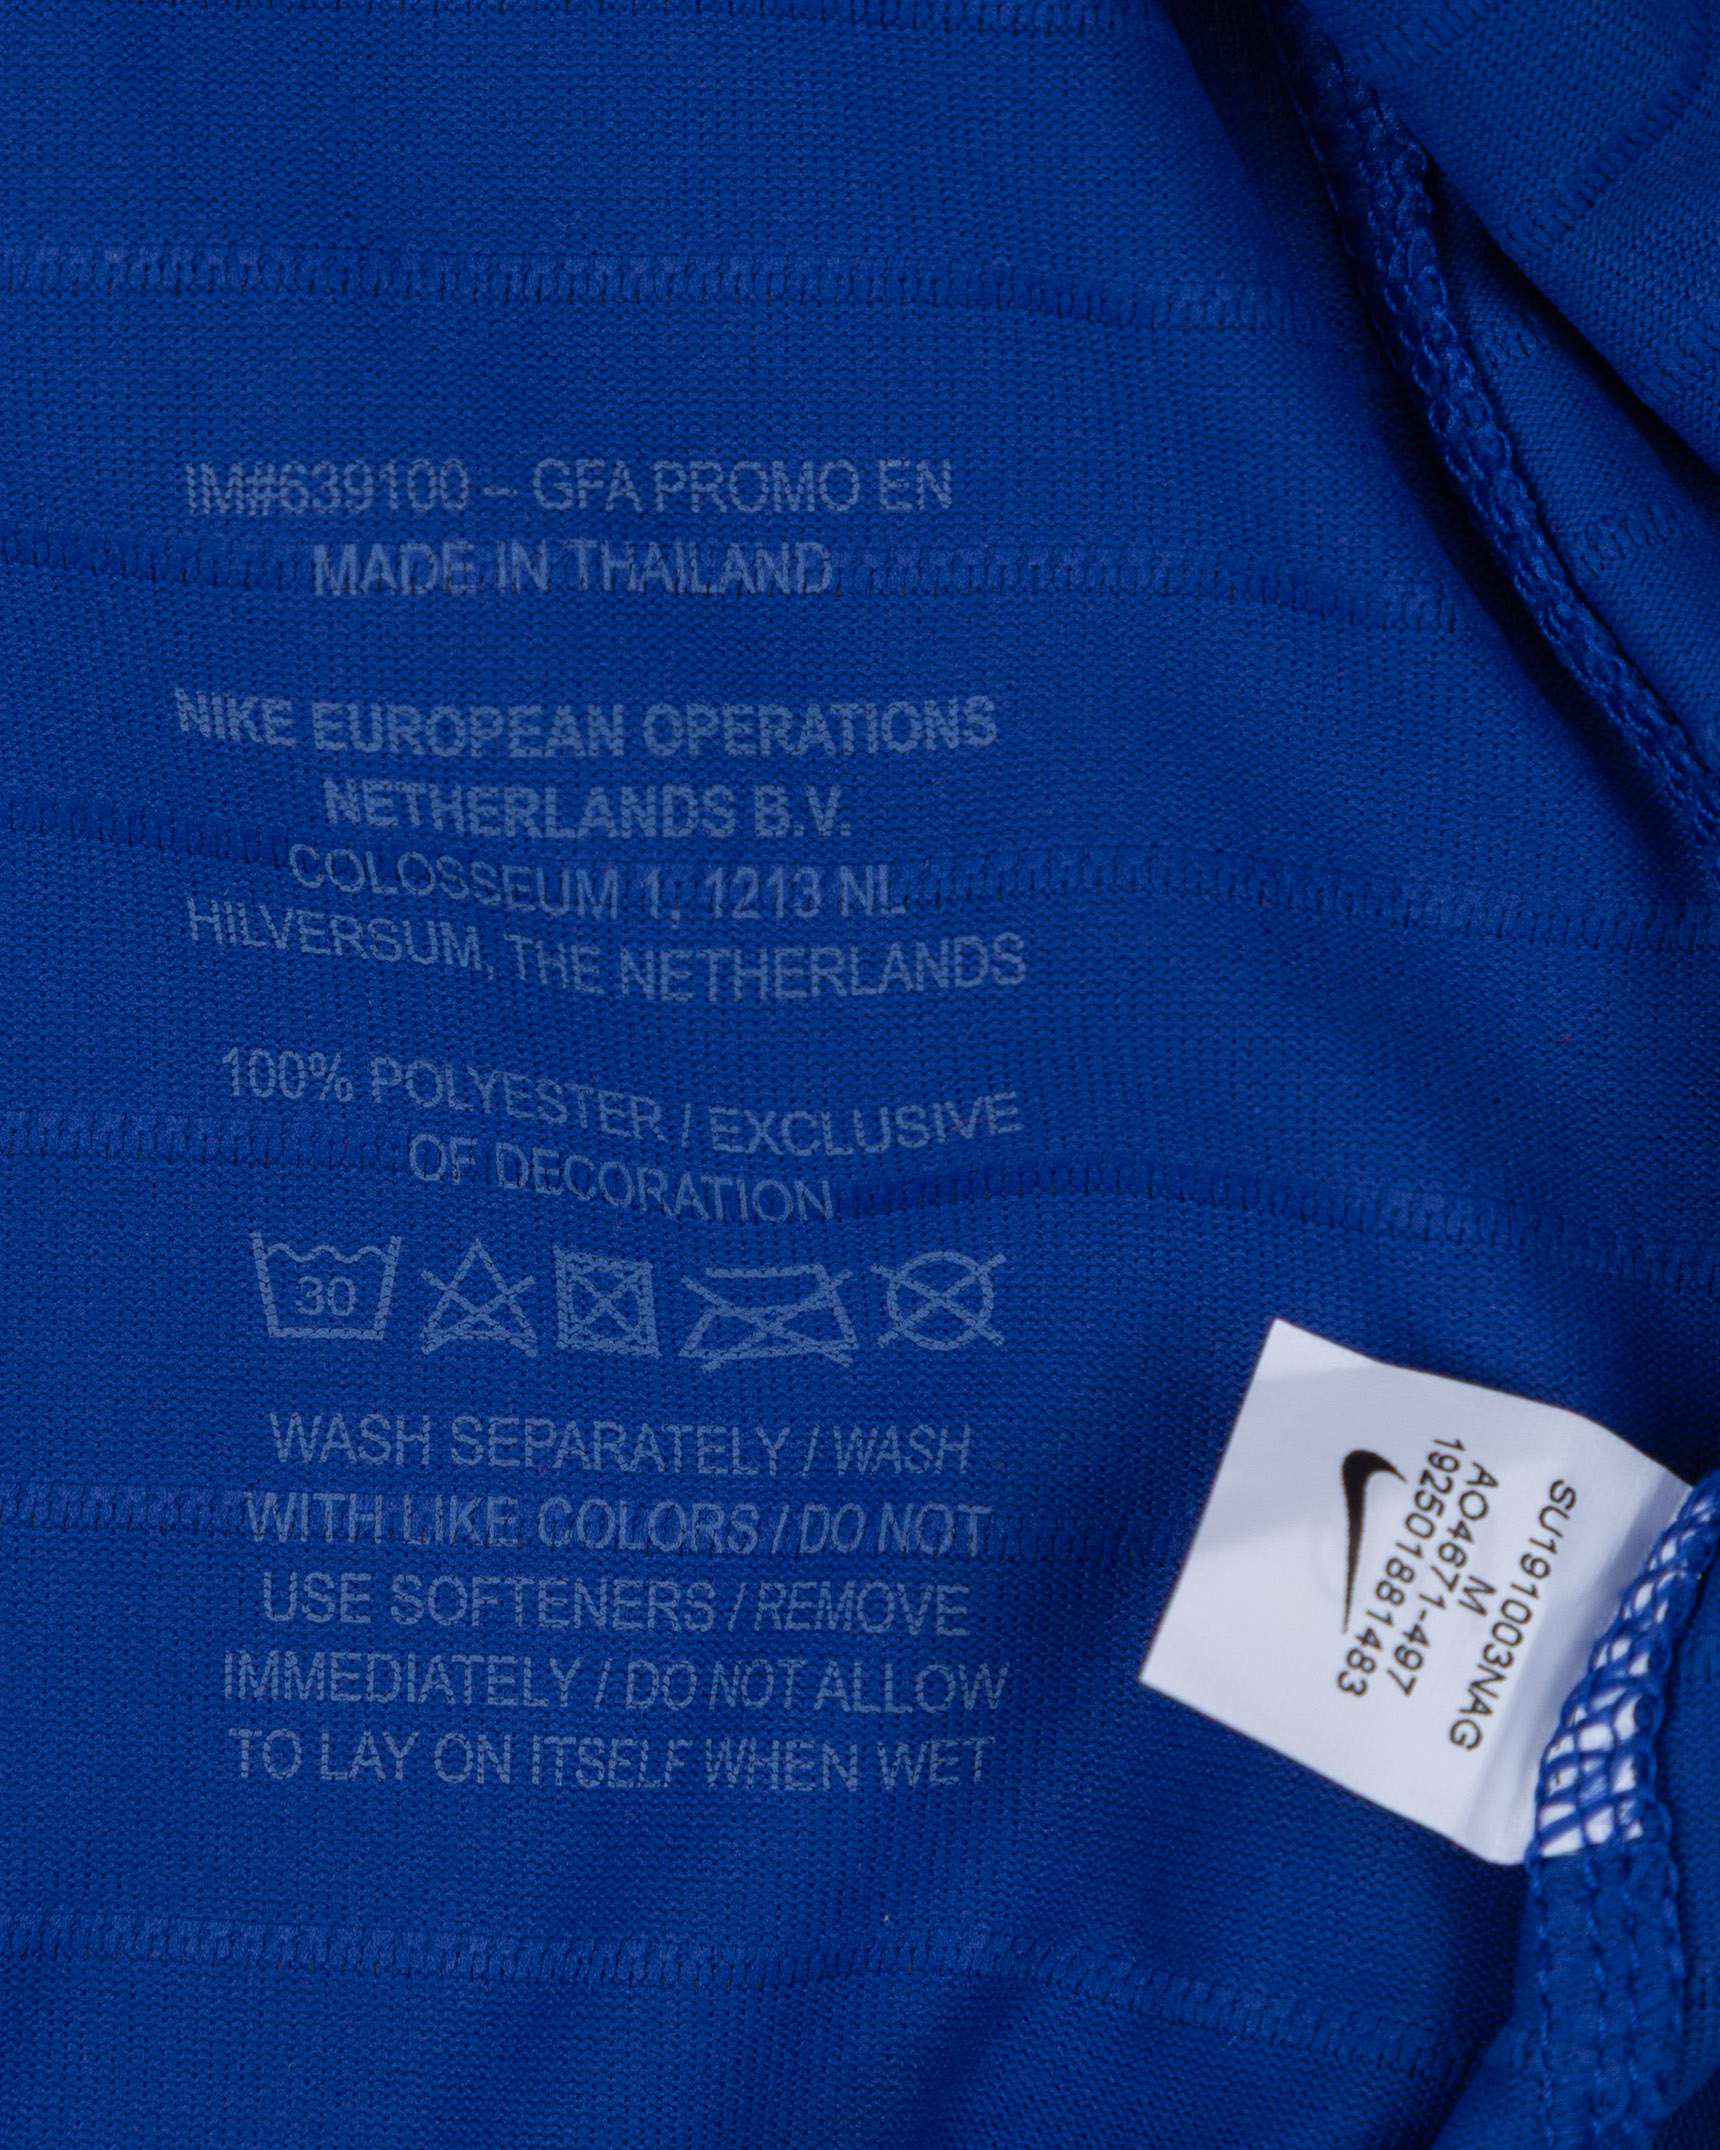 IM#639100 – GFA PROMO EN
MADE IN THAILAND
NIKE EUROPEAN OPERATIONS
NETHERLANDS B.V.
COLOSSEUM 1, 1213 NL
HILVERSUM, THE NETHERLANDS
100% POLYESTER / EXCLUSIVE
OF DECORATION
30
WASH SEPARATELY / WASH
WITH LIKE COLORS / DO NOT
USE SOFTENERS / REMOVE
IMMEDIATELY / DO NOT ALLOW
TO LAY ON ITSELF WHEN WET
SU191003NAG
M
AO4671-497
192501881483